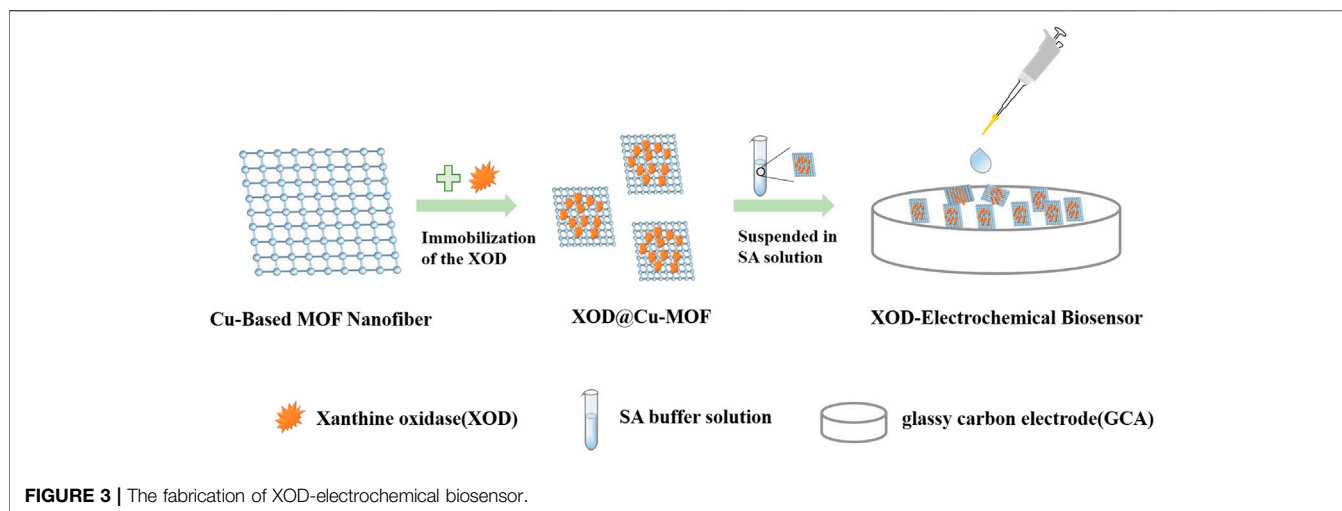 Immobilization
of the XOD
Suspended in
SA solution
Cu-Based MOF Nanofiber
XOD@Cu-MOF
XOD-Electrochemical Biosensor
Xanthine oxidase(XOD)
SA buffer solution
glassy carbon electrode(GCA)
FIGURE 3 | The fabrication of XOD-electrochemical biosensor.